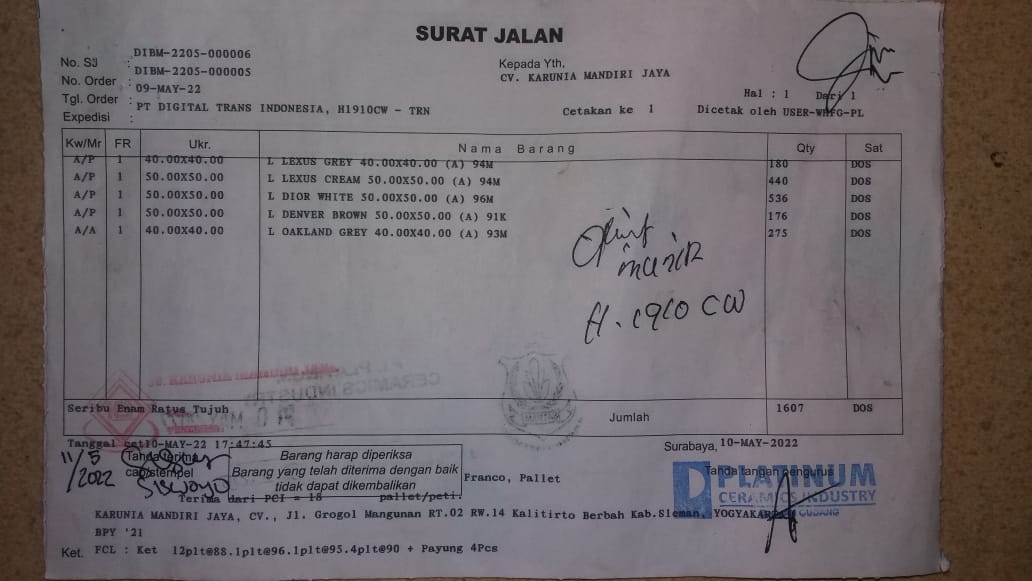 SURAT JALAN
No. SJ : DIBM-2205-000006
No. Order : DIBM-2205-000005
Tgl. Order : 09-MAY-22
Expedisi : PT DIGITAL TRANS INDONESIA, H1910CW - TRN
Kepada Yth,
CV. KARUNIA MANDIRI JAYA
Hal : 1 Dari 1
Cetakan ke 1 Dicetak oleh USER-WHFG-PL
Kw/Mr FR Ukr. Nama Barang Qty Sat
A/P 1 40.00X40.00 L LEXUS GREY 40.00X40.00 (A) 94M 180 DOS
A/P 1 50.00X50.00 L LEXUS CREAM 50.00X50.00 (A) 94M 440 DOS
A/P 1 50.00X50.00 L DIOR WHITE 50.00X50.00 (A) 96M 536 DOS
A/P 1 50.00X50.00 L DENVER BROWN 50.00X50.00 (A) 91K 176 DOS
A/A 1 40.00X40.00 L OAKLAND GREY 40.00X40.00 (A) 93M 275 DOS
H. 1910 CW
CERAMICS INDUSTRY
Seribu Enam Ratus Tujuh Jumlah 1607 DOS
Tanggal cet10-MAY-22 17:47:45
Surabaya, 10-MAY-2022
11/5
/2022
Tanda terima
cap/stempel
Siswoyo
Barang harap diperiksa
Barang yang telah diterima dengan baik
tidak dapat dikembalikan
Franco, Pallet
Tanda tangan pengurus
PLATINUM
CERAMICS INDUSTRY
GUDANG
Terima dari PCI = 18 pallet/peti.
KARUNIA MANDIRI JAYA, CV., Jl. Grogol Mangunan RT.02 RW.14 Kalitirto Berbah Kab.Sleman, YOGYAKARTA
BPY '21
Ket. FCL : Ket 12plt@88.1plt@96.1plt@95.4plt@90 + Payung 4Pcs